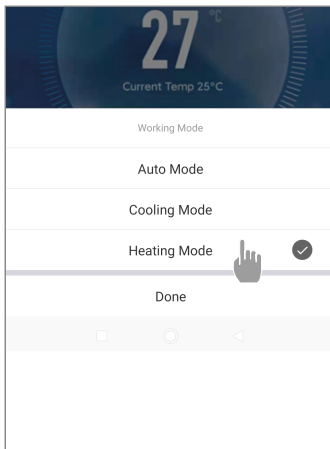 27 °C
Current Temp 25°C
Working Mode
Auto Mode
Cooling Mode
Heating Mode
Done